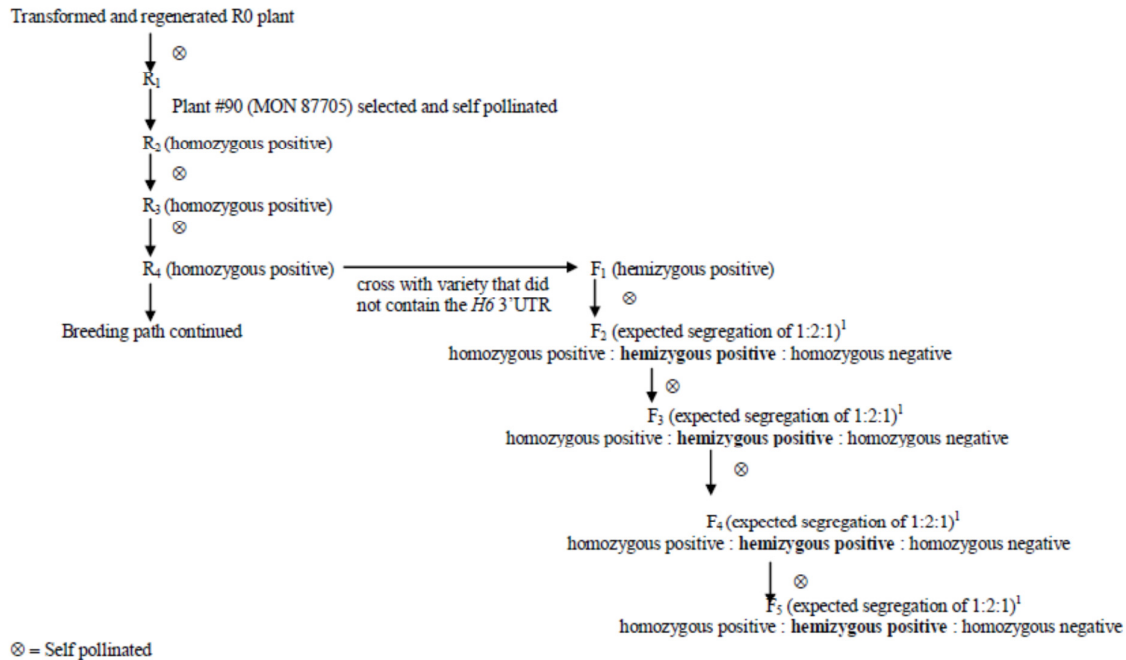 Transformed and regenerated R0 plant
⊗
R₁
Plant #90 (MON 87705) selected and self pollinated
R₂ (homozygous positive)
⊗
R₃ (homozygous positive)
⊗
R₄ (homozygous positive)
cross with variety that did
not contain the H6 3’UTR
F₁ (hemizygous positive)
Breeding path continued
⊗
F₂ (expected segregation of 1:2:1)¹
homozygous positive : hemizygous positive : homozygous negative
⊗
F₃ (expected segregation of 1:2:1)¹
homozygous positive : hemizygous positive : homozygous negative
⊗
F₄ (expected segregation of 1:2:1)¹
homozygous positive : hemizygous positive : homozygous negative
⊗
F₅ (expected segregation of 1:2:1)¹
homozygous positive : hemizygous positive : homozygous negative
⊗ = Self pollinated